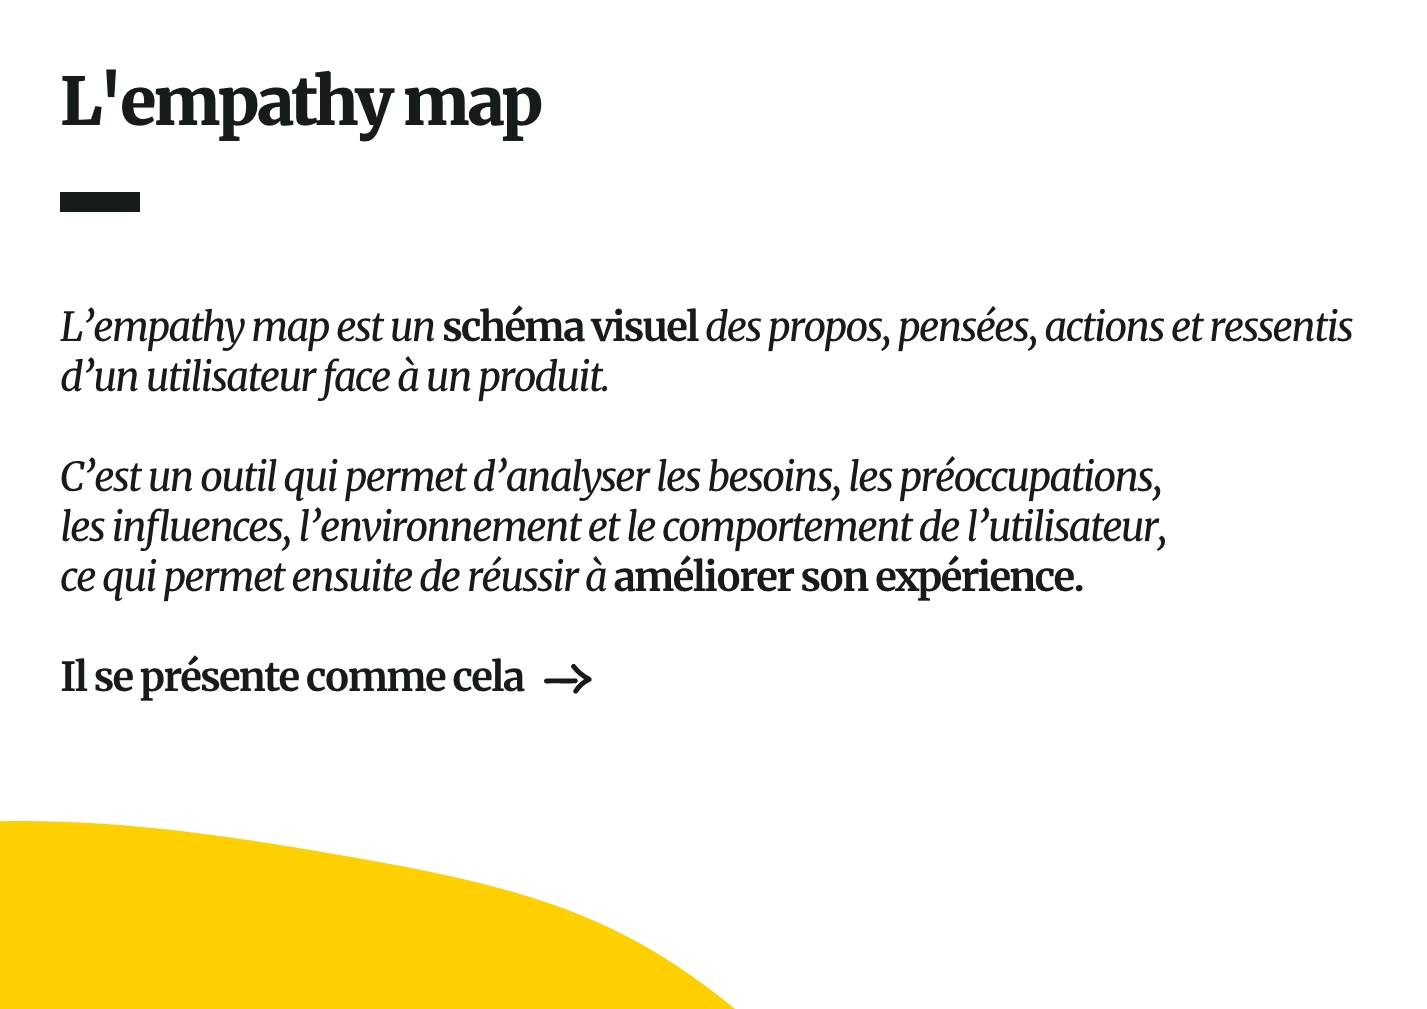 L'empathy map
L’empathy map est un schéma visuel des propos, pensées, actions et ressentis
d’un utilisateur face à un produit.
C’est un outil qui permet d’analyser les besoins, les préoccupations,
les influences, l’environnement et le comportement de l’utilisateur,
ce qui permet ensuite de réussir à améliorer son expérience.
Il se présente comme cela →